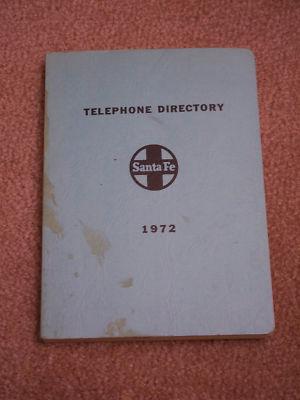 TELEPHONE DIRECTORY
Santa Fe
1972